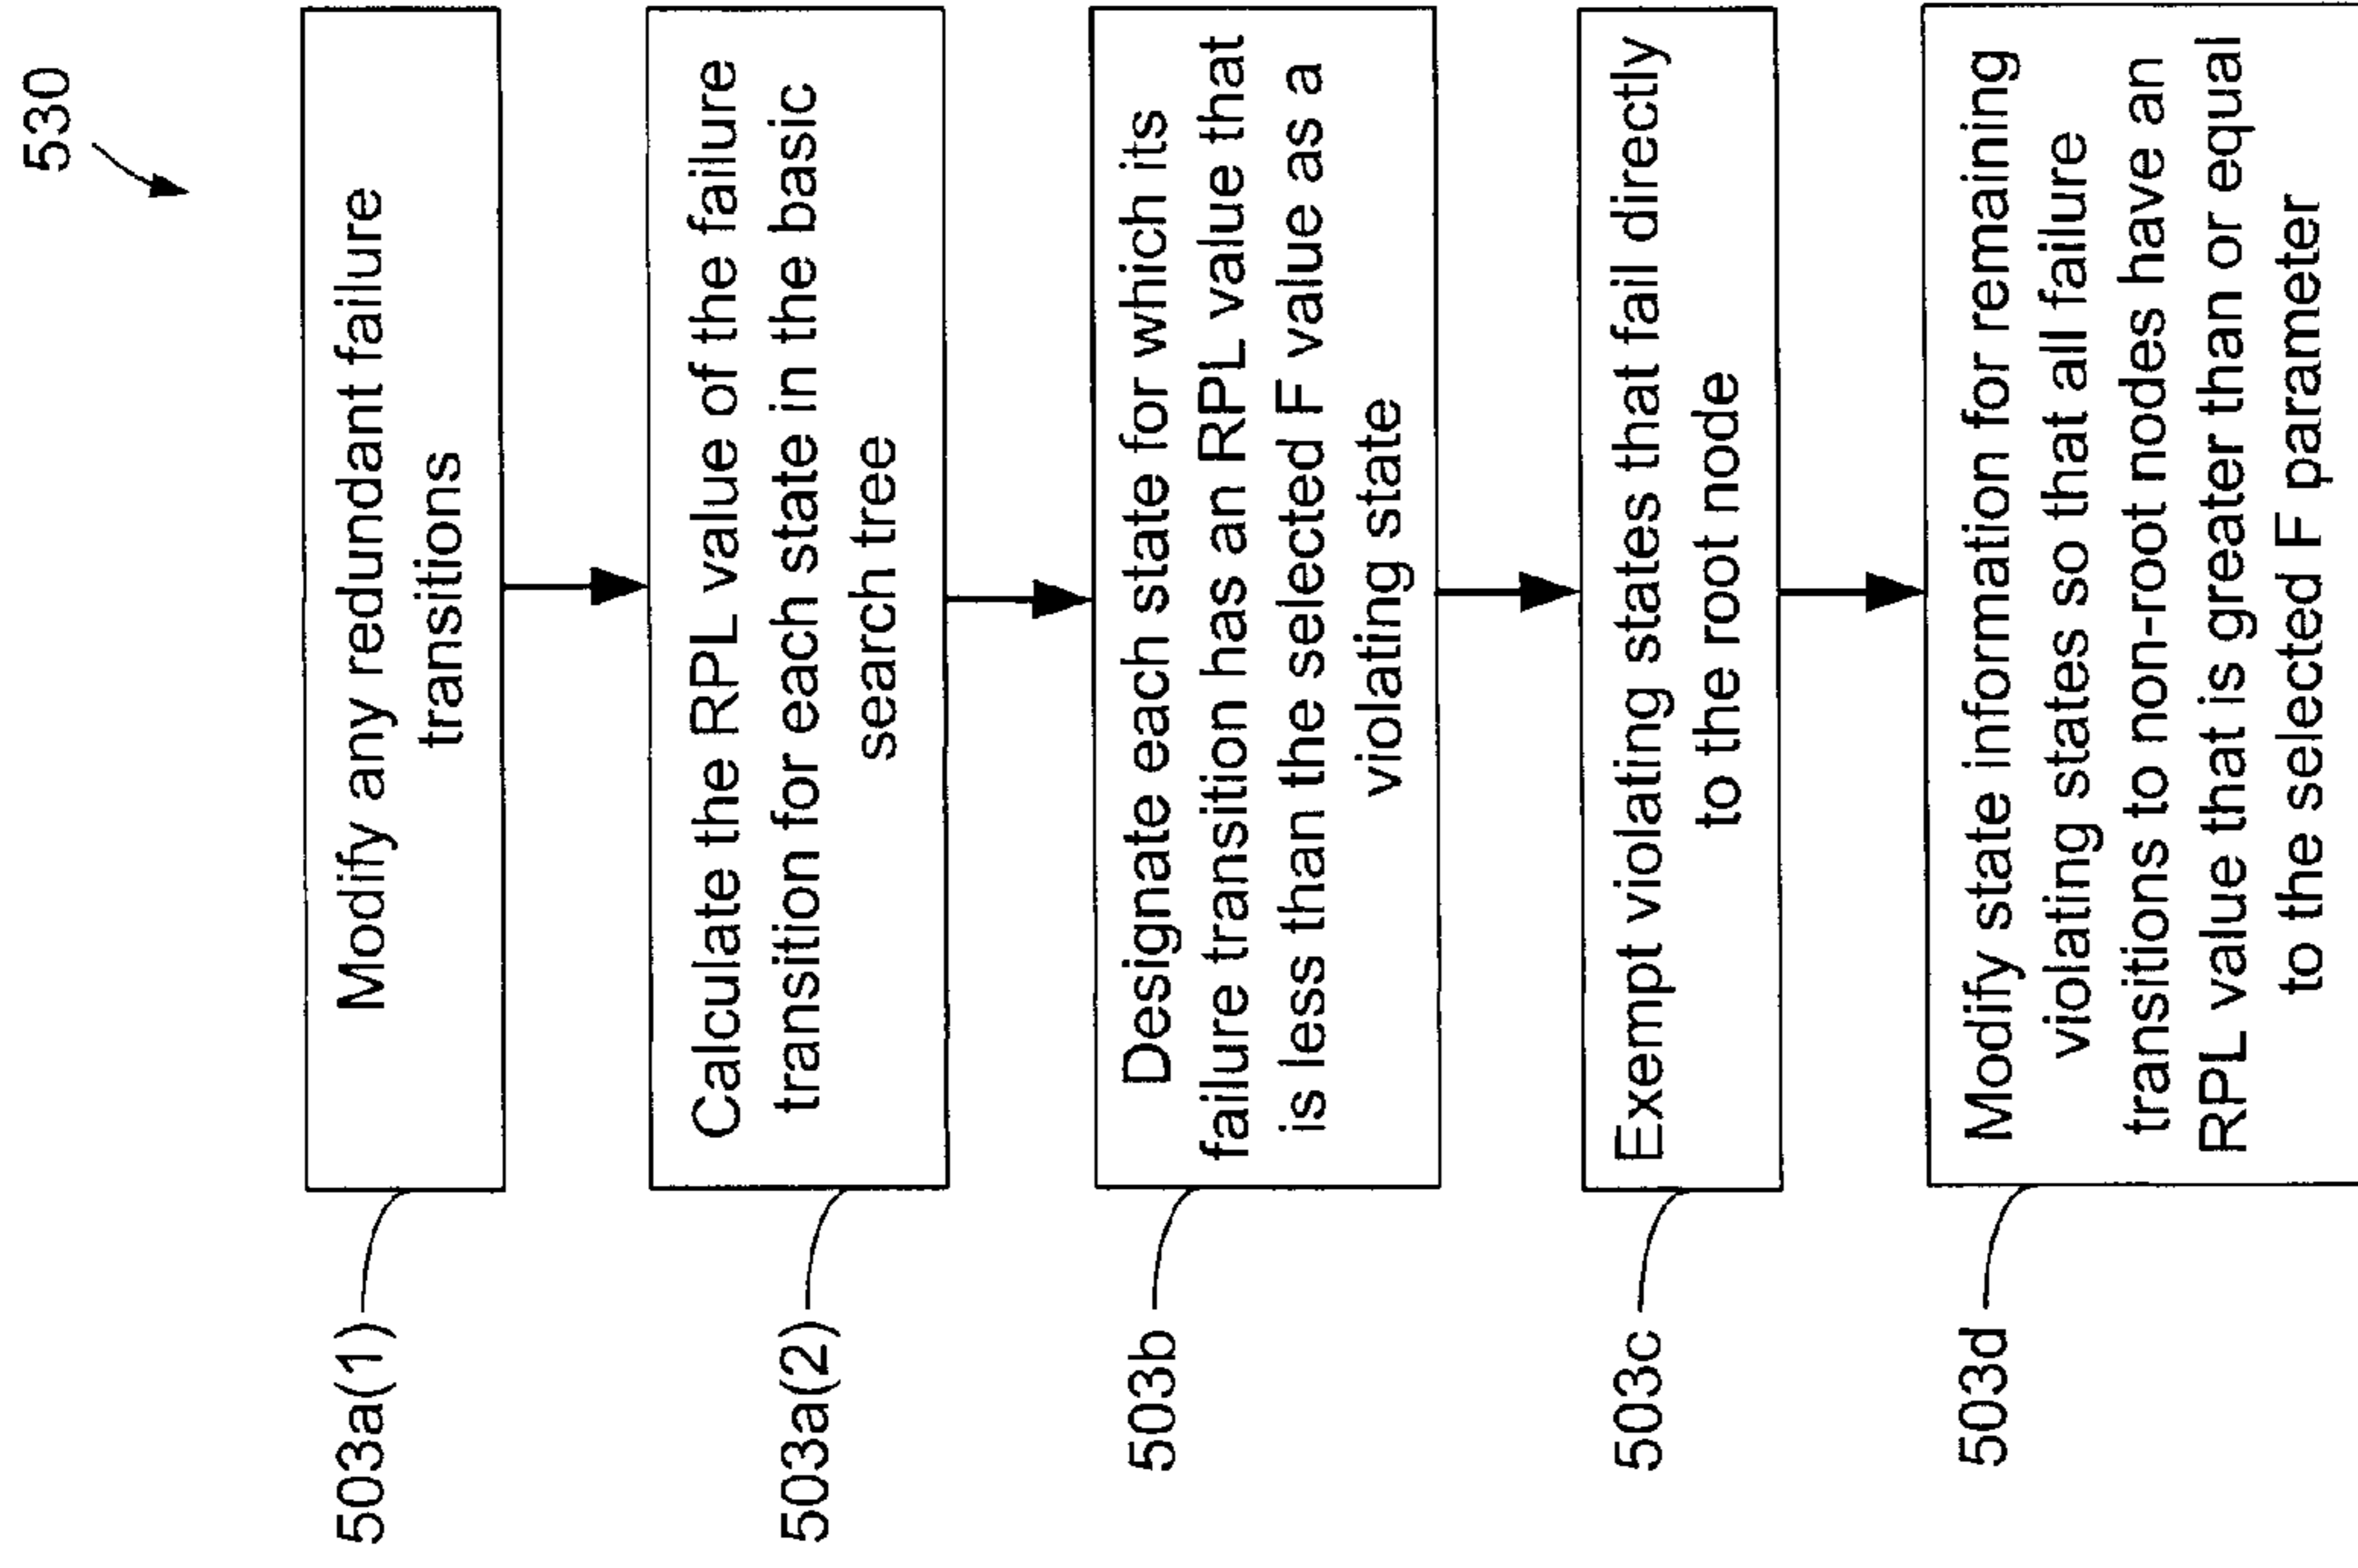 530
503a(1)
Modify any redundant failure
transitions
503a(2)
Calculate the RPL value of the failure
transition for each state in the basic
search tree
503b
Designate each state for which its
failure transition has an RPL value that
is less than the selected F value as a
violating state
503c
Exempt violating states that fail directly
to the root node
503d
Modify state information for remaining
violating states so that all failure
transitions to non-root nodes have an
RPL value that is greater than or equal
to the selected F parameter